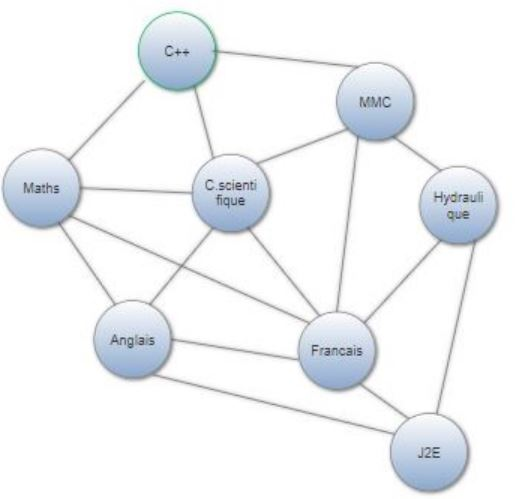 C++
MMC
Maths
C.scienti
fique
Hydrauli
que
Anglais
Francais
J2E